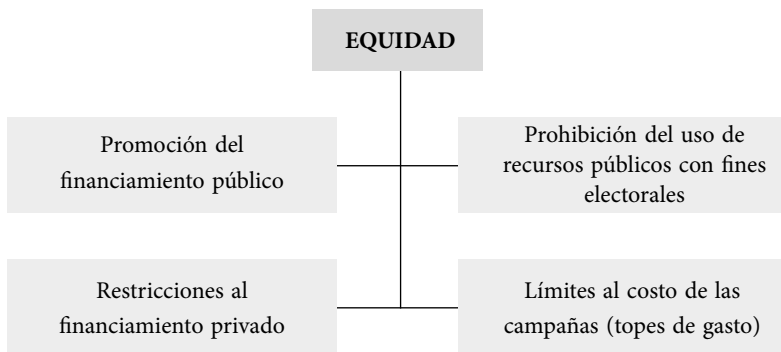 EQUIDAD
Promoción del
financiamiento público
Prohibición del uso de
recursos públicos con fines
electorales
Restricciones al
financiamiento privado
Límites al costo de las
campañas (topes de gasto)